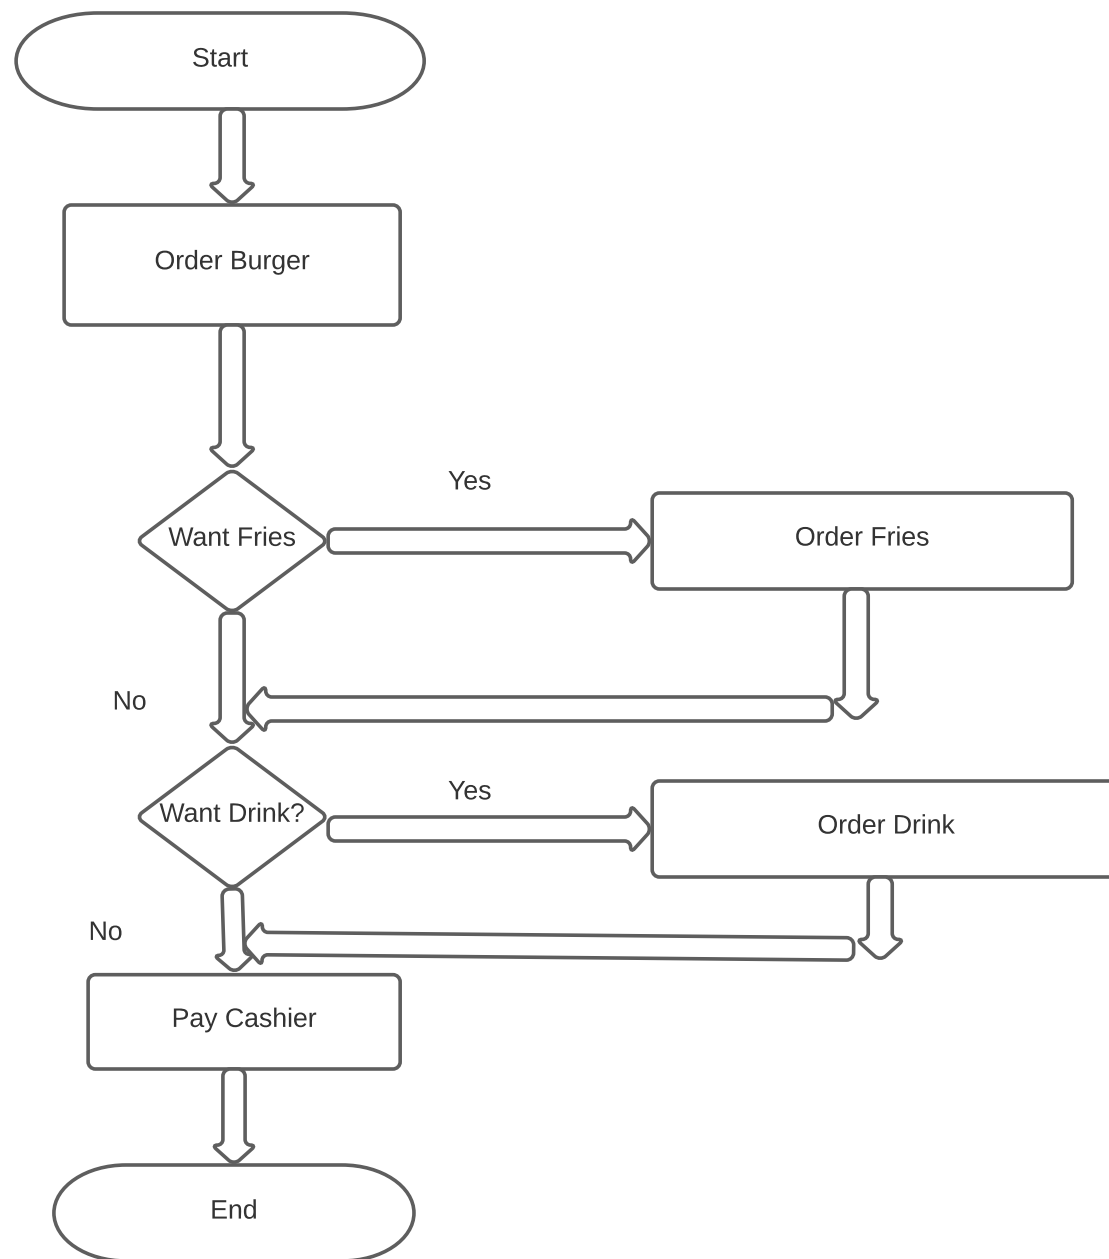 Start
Order Burger
Yes
Want Fries
Order Fries
No
Yes
Want Drink?
Order Drink
No
Pay Cashier
End